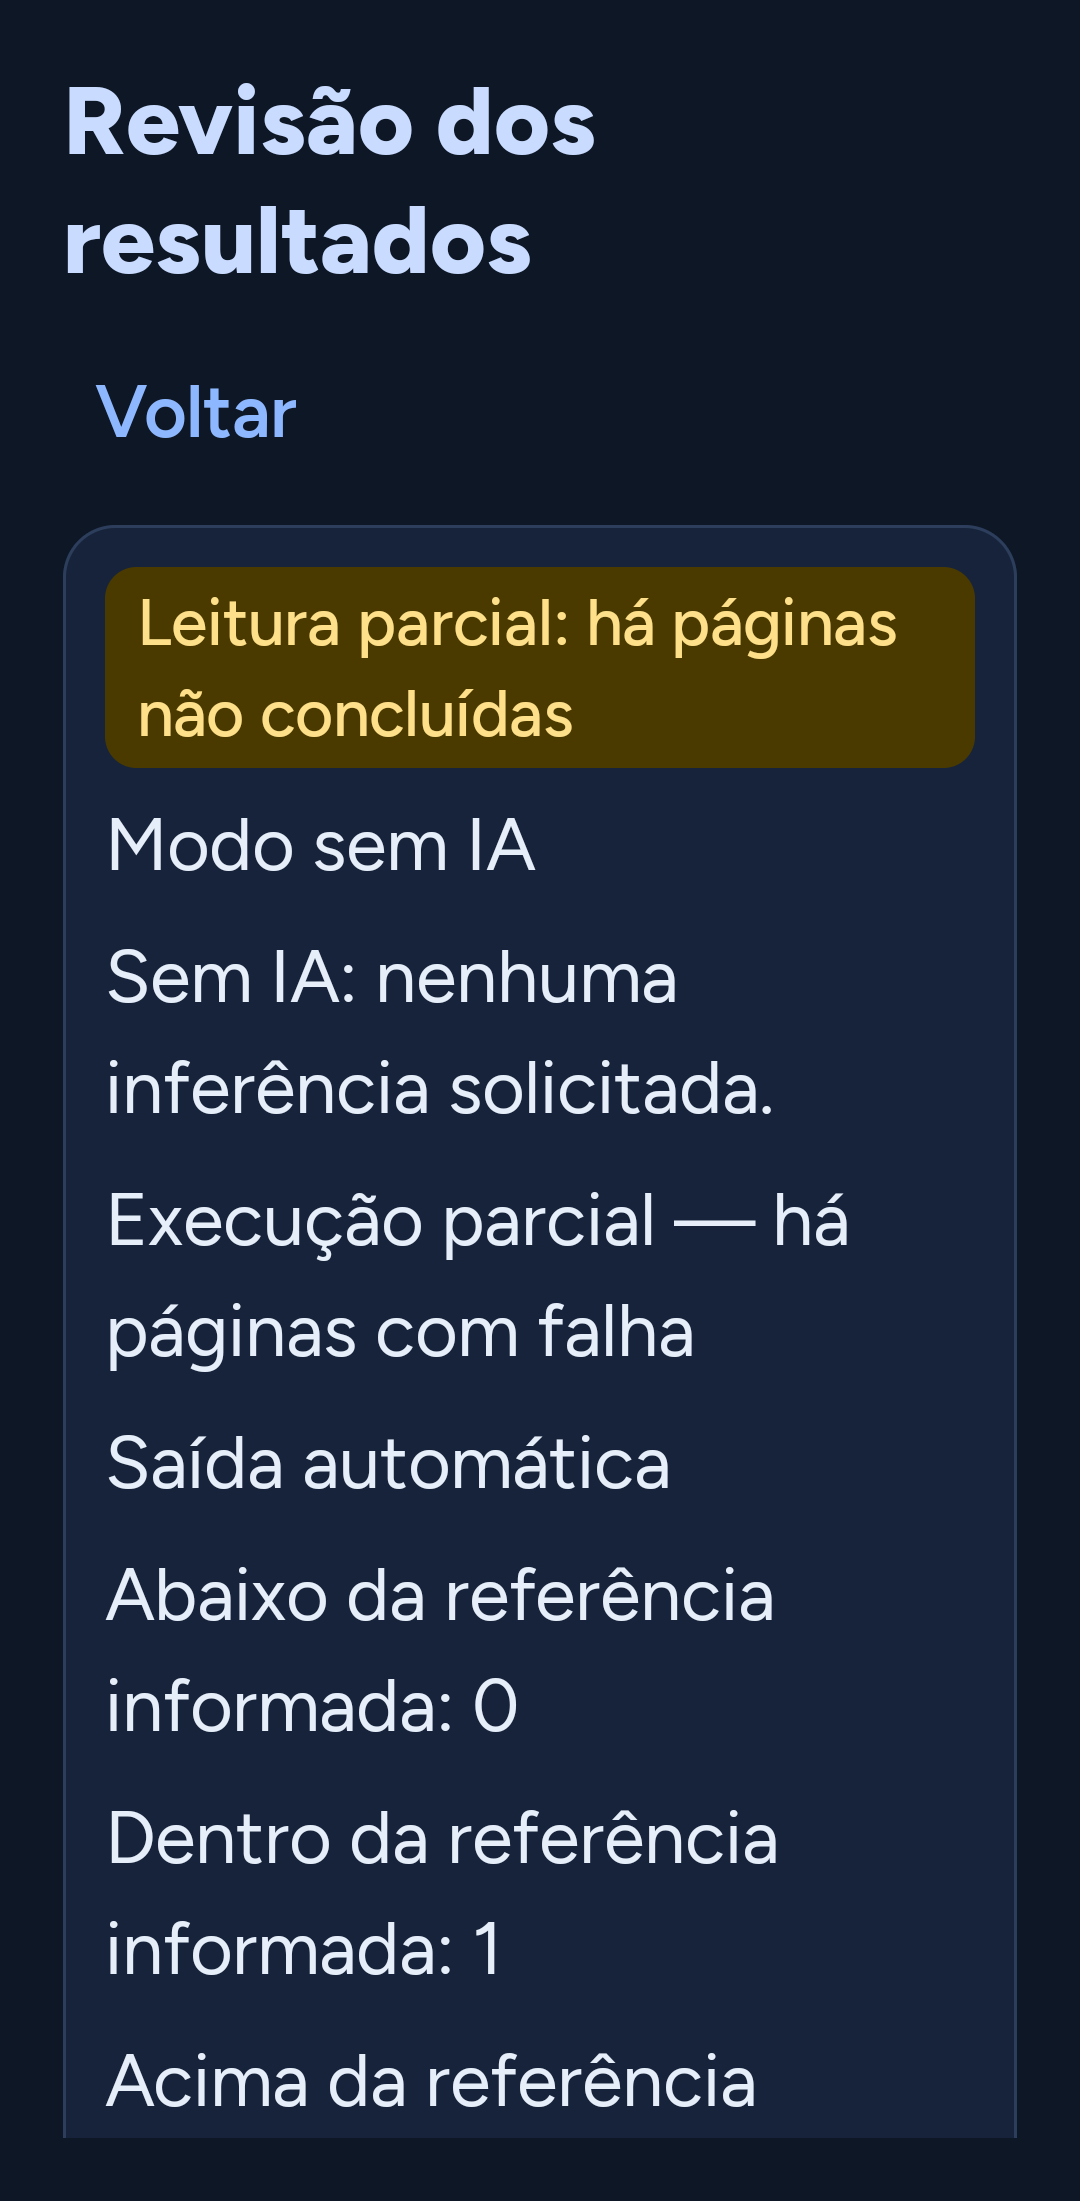 Revisão dos
resultados
Voltar
Leitura parcial: há páginas
não concluídas
Modo sem IA
Sem IA: nenhuma
inferência solicitada.
Execução parcial — há
páginas com falha
Saída automática
Abaixo da referência
informada: 0
Dentro da referência
informada: 1
Acima da referência